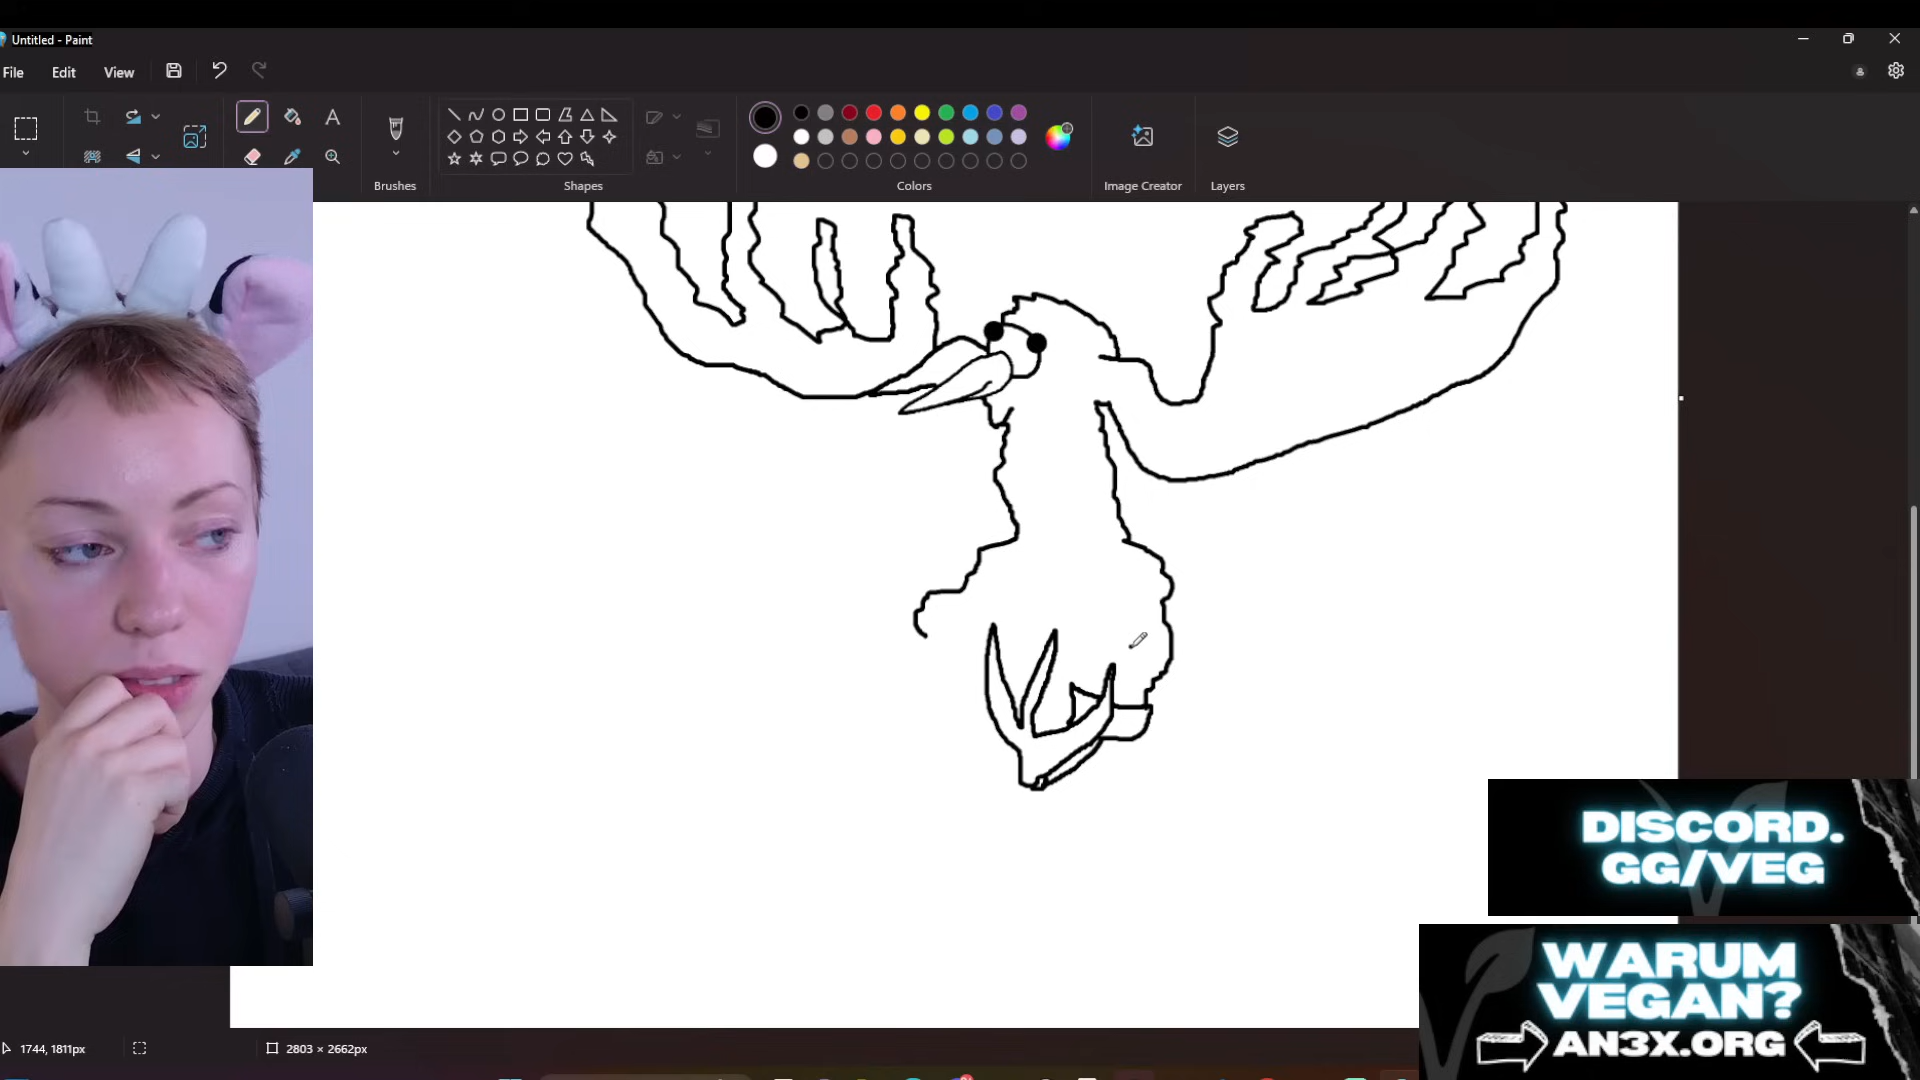 Untitled - Paint
File Edit View
Brushes
Shapes
Colors
Image Creator
Layers
DISCORD.
GG/VEG
WARUM
VEGAN?
AN3X.ORG
1744, 1811px
2803 × 2662px